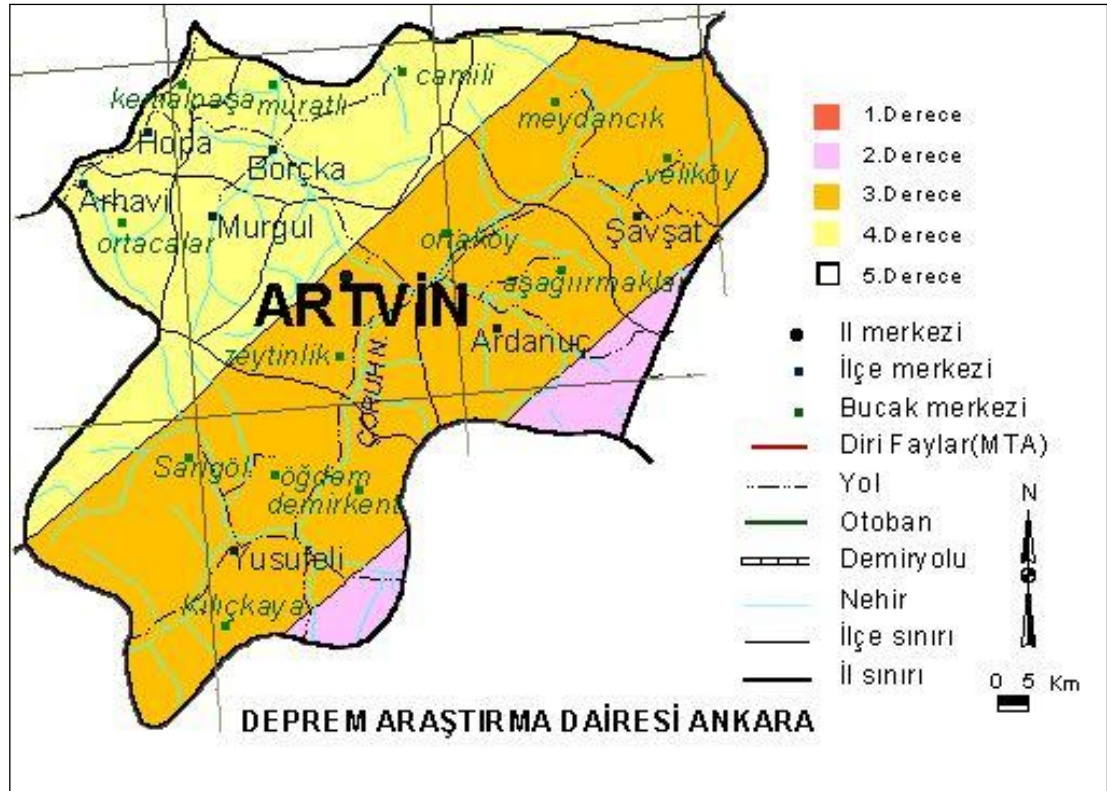 camili
kemalpaşa
muratlı
meydancık
Hopa
Borçka
veliköy
Arhavi
Murgul
ortacalar
ortaköy
Şavşat
aşağıırmaklar
ARTVİN
Ardanuç
zeytinlik
ÇORUH N.
Sarıgöl
öğdem
demirkent
Yusufeli
Kılıçkaya
1.Derece
2.Derece
3.Derece
4.Derece
5.Derece
Il merkezi
İlçe merkezi
Bucak merkezi
Diri Faylar(MTA)
Yol
Otoban
Demiryolu
Nehir
İlçe sınırı
İl sınırı
N
0 5 Km
DEPREM ARAŞTIRMA DAİRESİ ANKARA